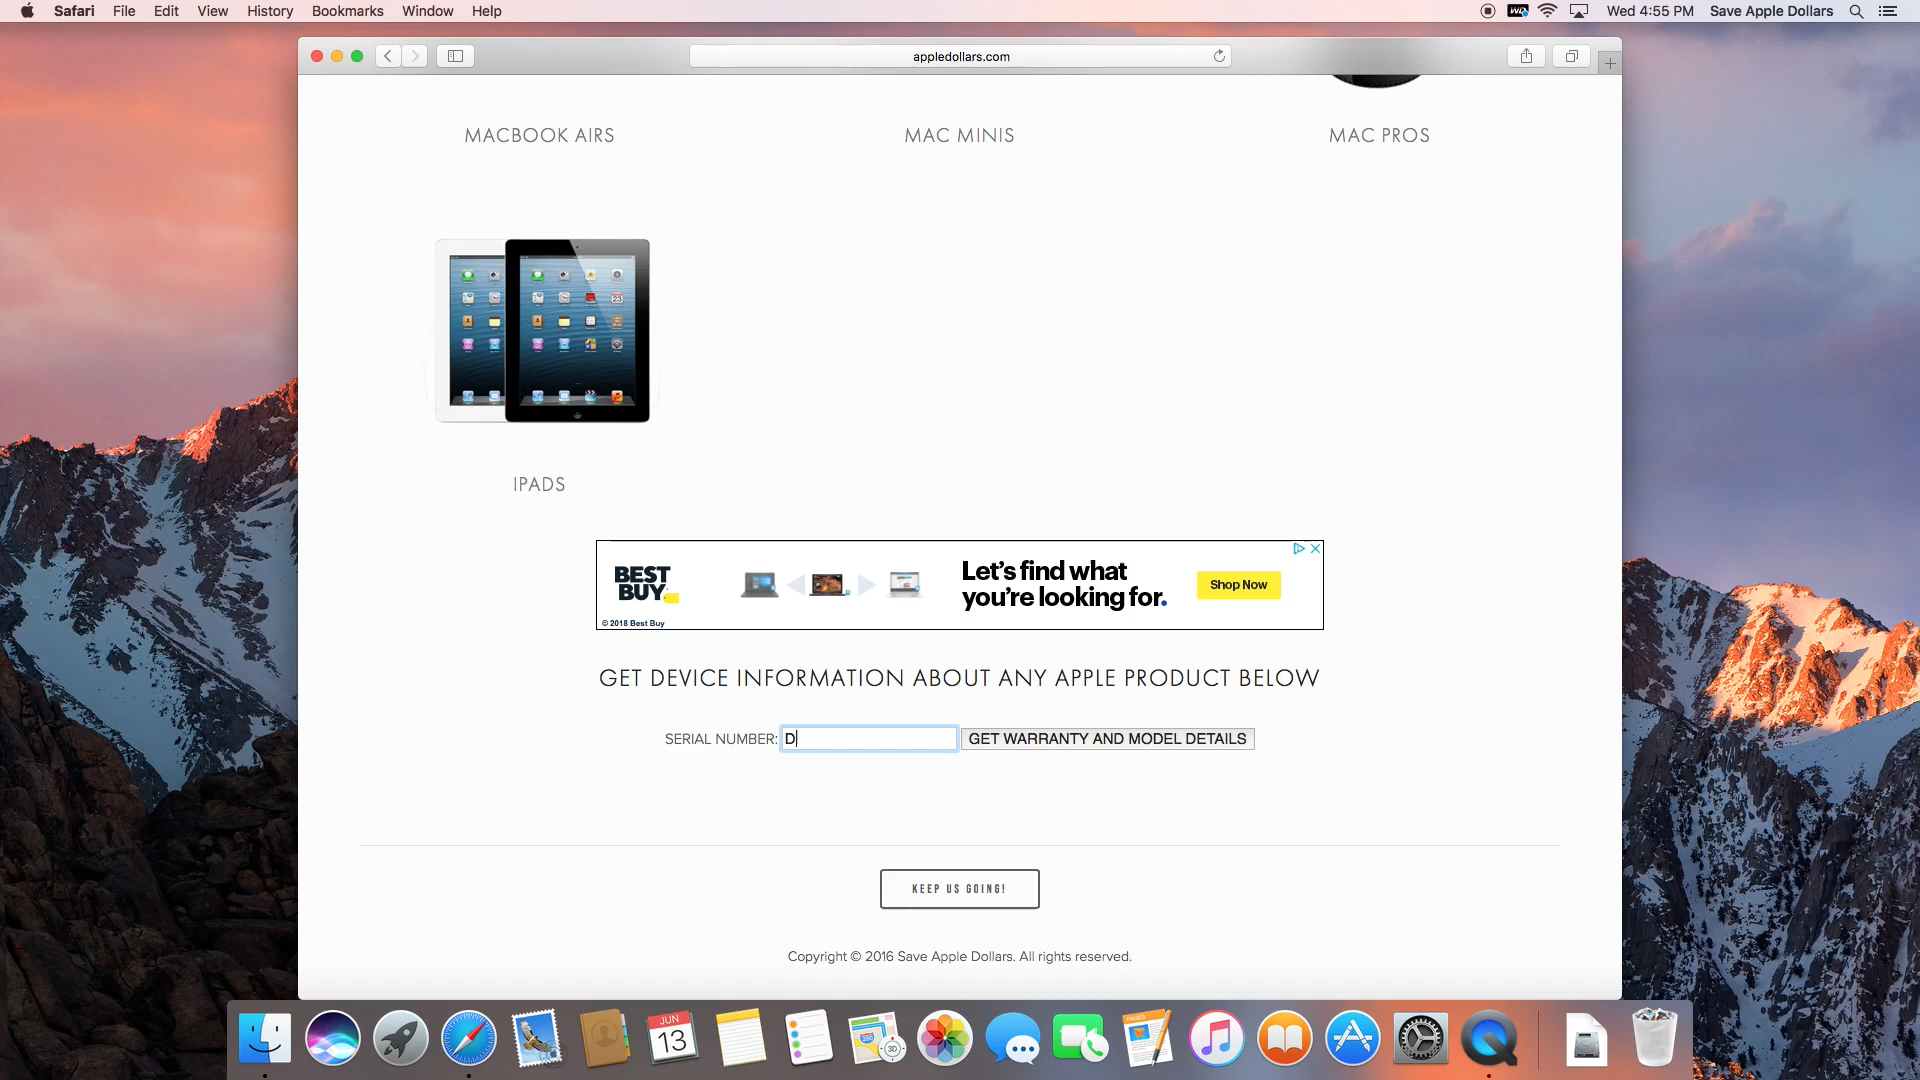 Safari File Edit View History Bookmarks Window Help
Wed 4:55 PM Save Apple Dollars
appledollars.com
MACBOOK AIRS MAC MINIS MAC PROS
IPADS
BEST BUY
© 2018 Best Buy
Let's find what
you're looking for.
Shop Now
GET DEVICE INFORMATION ABOUT ANY APPLE PRODUCT BELOW
SERIAL NUMBER: D GET WARRANTY AND MODEL DETAILS
KEEP US GOING!
Copyright © 2016 Save Apple Dollars. All rights reserved.
JUN
13
PAGES
3D